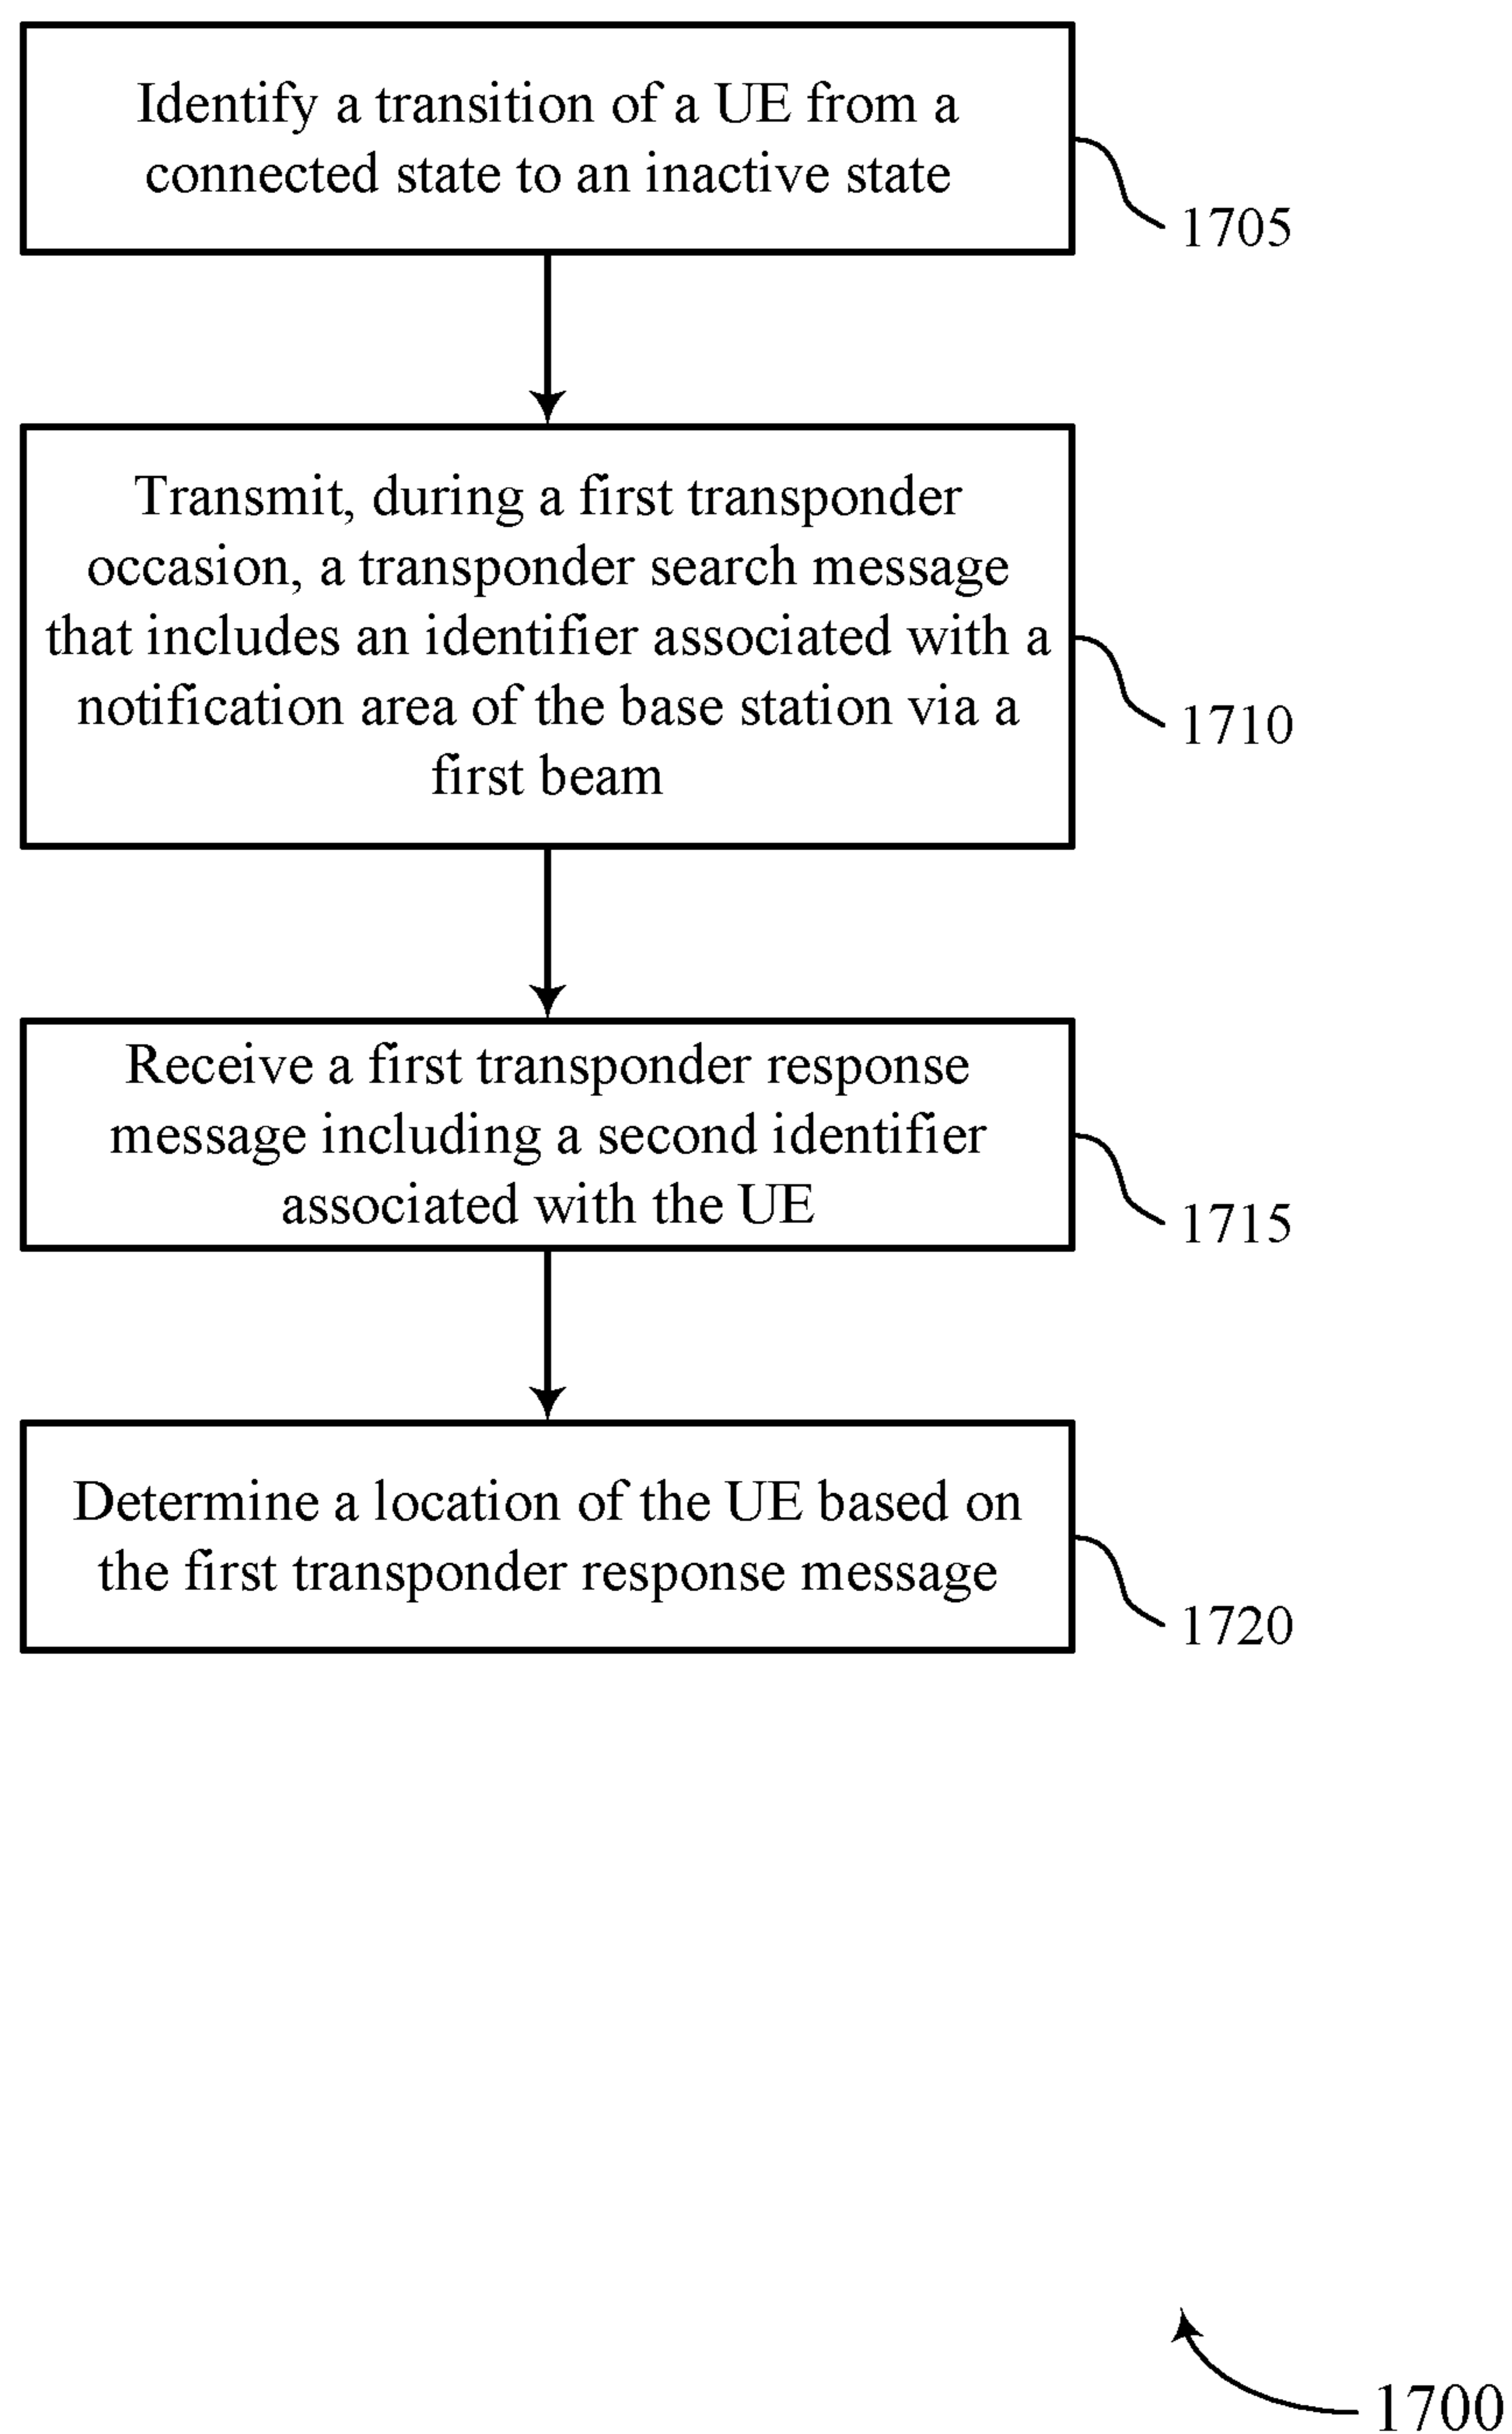 Identify a transition of a UE from a
connected state to an inactive state
1705
Transmit, during a first transponder
occasion, a transponder search message
that includes an identifier associated with a
notification area of the base station via a
first beam
1710
Receive a first transponder response
message including a second identifier
associated with the UE
1715
Determine a location of the UE based on
the first transponder response message
1720
1700